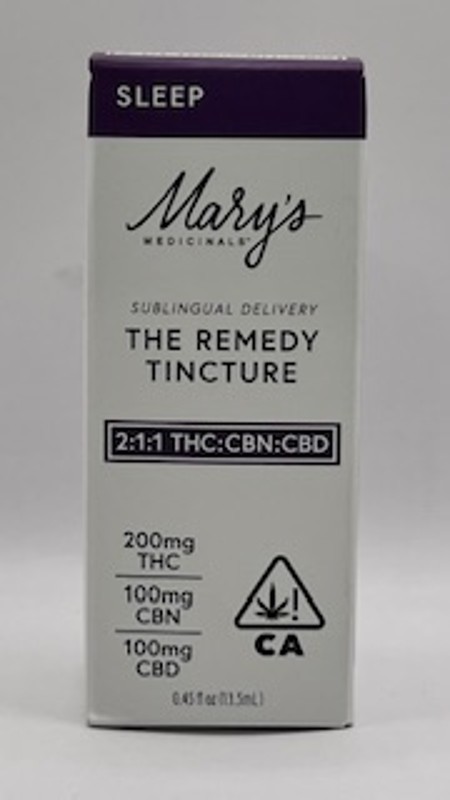 SLEEP
Mary's
MEDICINALS
SUBLINGUAL DELIVERY
THE REMEDY
TINCTURE
2:1:1 THC:CBN:CBD
200mg
THC
100mg
CBN
100mg
CBD
!
CA
0.45 fl oz (13.5mL)